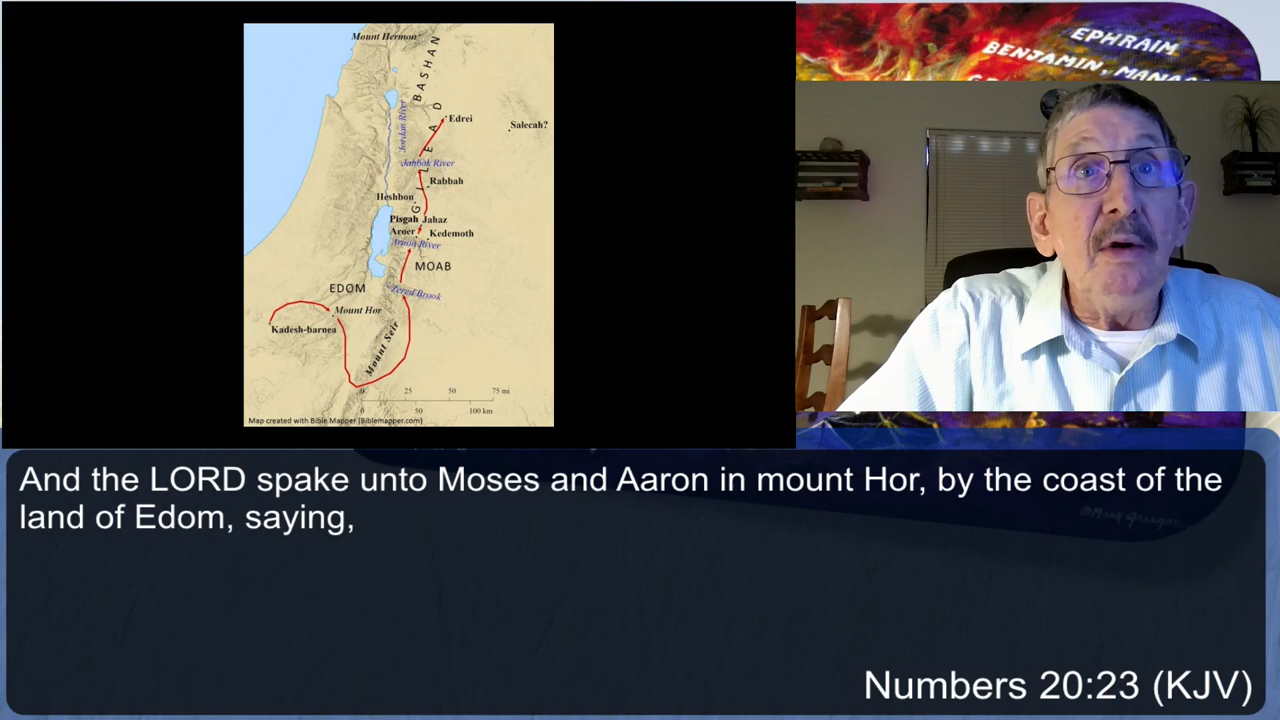 Mount Hermon
BASHAN
Jordan River
GILEAD
Edrei
Salecah?
Jabbok River
Rabbah
Heshbon
Pisgah Jahaz
Aroer Kedemoth
Arnon River
MOAB
EDOM
Zered Brook
Mount Hor
Kadesh-barnea
Mount Seir
0 25 50 75 mi
0 50 100 km
Map created with Bible Mapper (Biblemapper.com)
EPHRAIM
BENJAMIN, MANAS
And the LORD spake unto Moses and Aaron in mount Hor, by the coast of the
land of Edom, saying,
Numbers 20:23 (KJV)